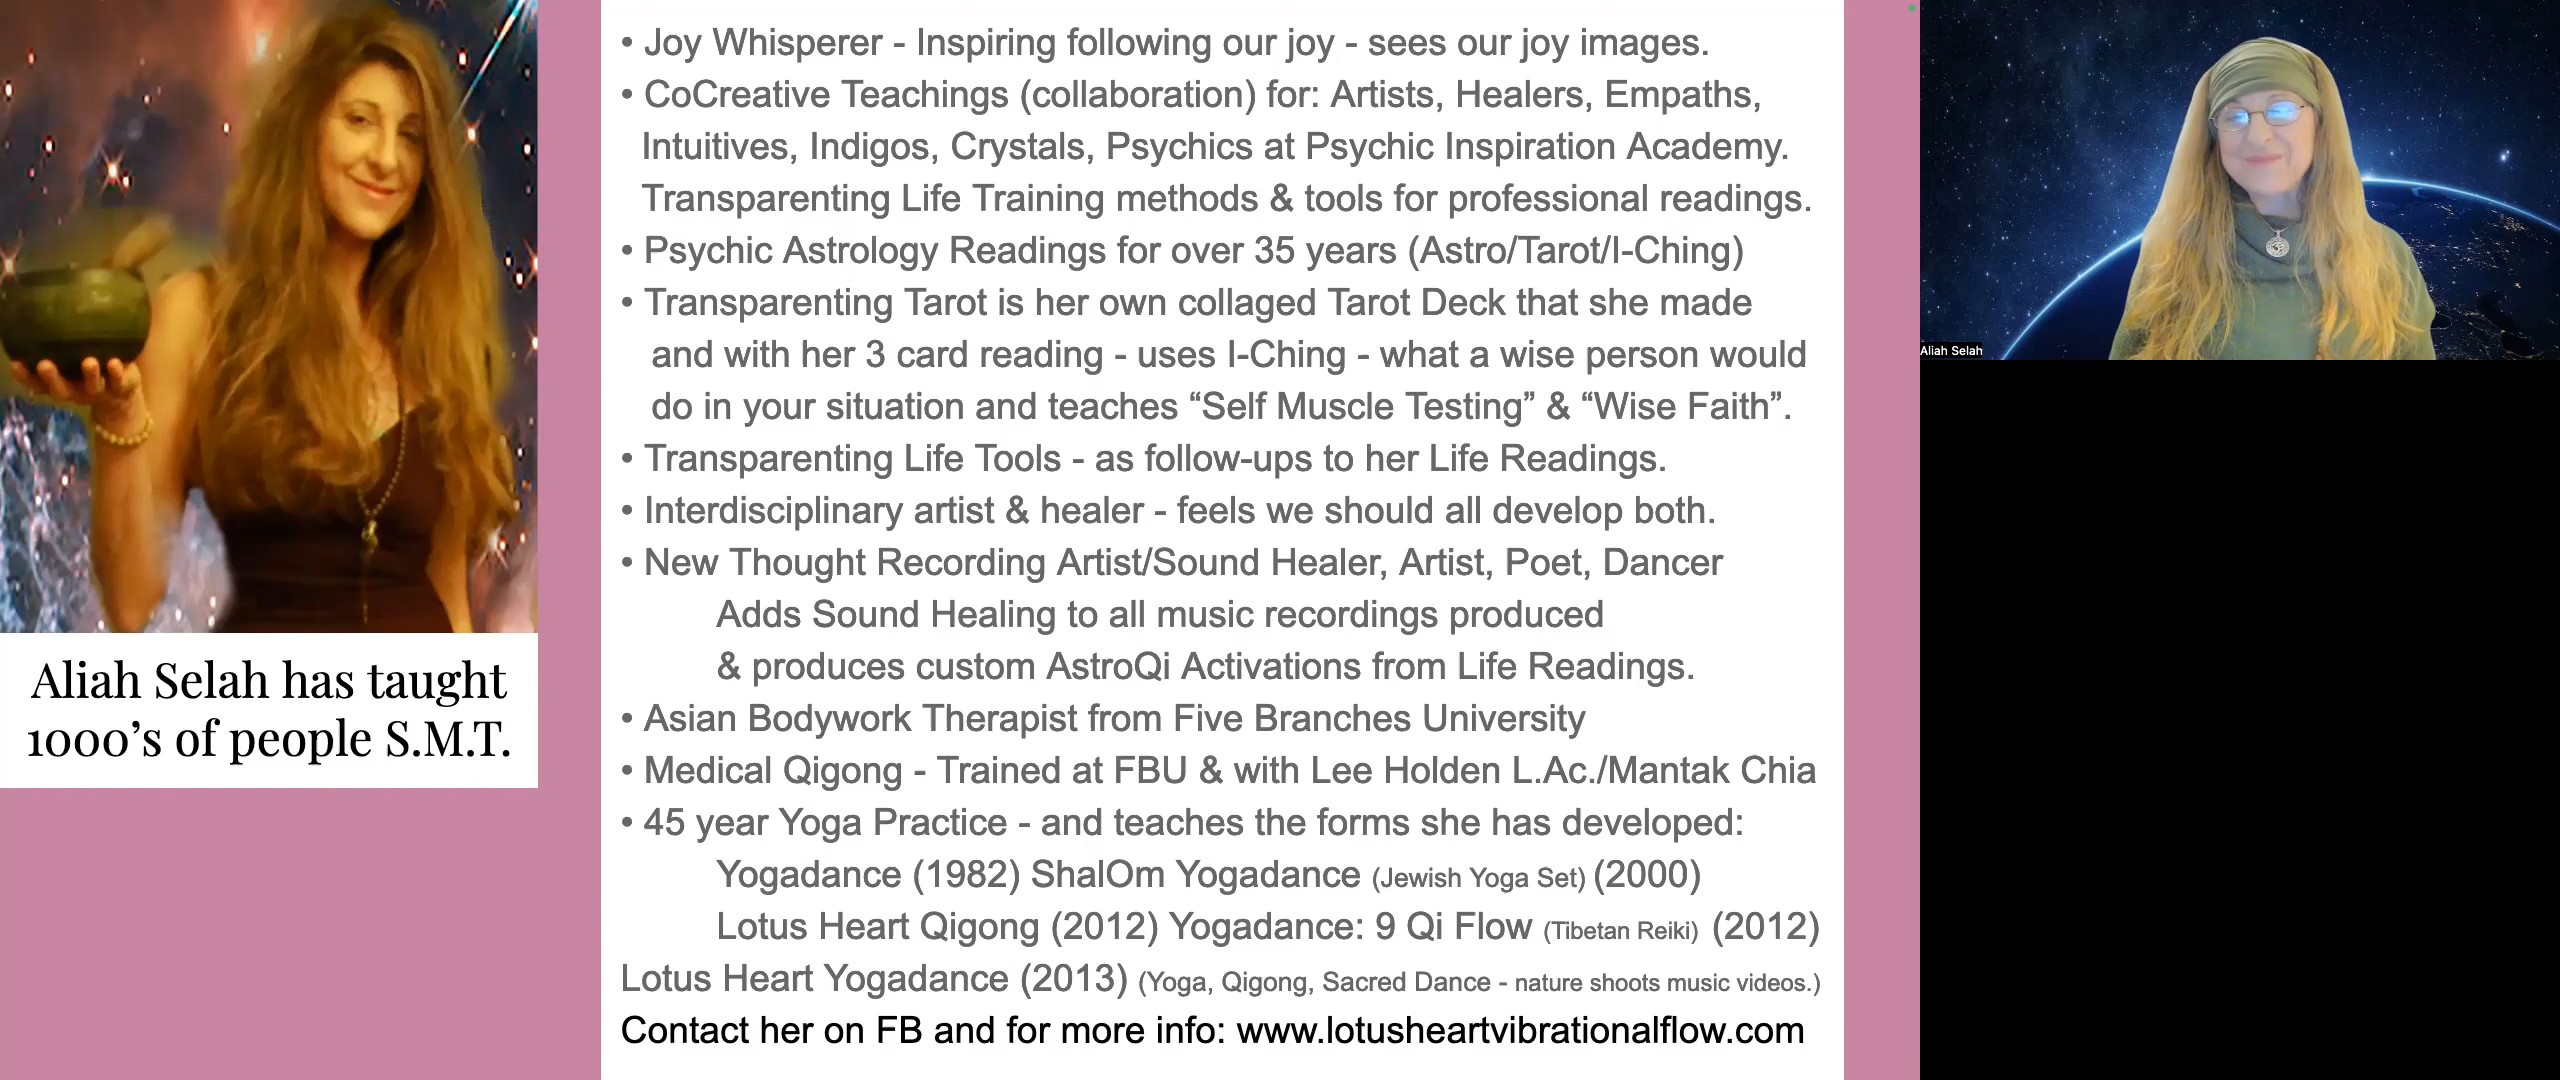 • Joy Whisperer - Inspiring following our joy - sees our joy images.
• CoCreative Teachings (collaboration) for: Artists, Healers, Empaths,
Intuitives, Indigos, Crystals, Psychics at Psychic Inspiration Academy.
Transparenting Life Training methods & tools for professional readings.
• Psychic Astrology Readings for over 35 years (Astro/Tarot/I-Ching)
• Transparenting Tarot is her own collaged Tarot Deck that she made
and with her 3 card reading - uses I-Ching - what a wise person would
do in your situation and teaches “Self Muscle Testing” & “Wise Faith”.
• Transparenting Life Tools - as follow-ups to her Life Readings.
• Interdisciplinary artist & healer - feels we should all develop both.
• New Thought Recording Artist/Sound Healer, Artist, Poet, Dancer
Adds Sound Healing to all music recordings produced
& produces custom AstroQi Activations from Life Readings.
• Asian Bodywork Therapist from Five Branches University
• Medical Qigong - Trained at FBU & with Lee Holden L.Ac./Mantak Chia
• 45 year Yoga Practice - and teaches the forms she has developed:
Yogadance (1982) ShalOm Yogadance (Jewish Yoga Set) (2000)
Lotus Heart Qigong (2012) Yogadance: 9 Qi Flow (Tibetan Reiki) (2012)
Lotus Heart Yogadance (2013) (Yoga, Qigong, Sacred Dance - nature shoots music videos.)
Contact her on FB and for more info: www.lotusheartvibrationalflow.com
Aliah Selah has taught
1000’s of people S.M.T.
Aliah Selah